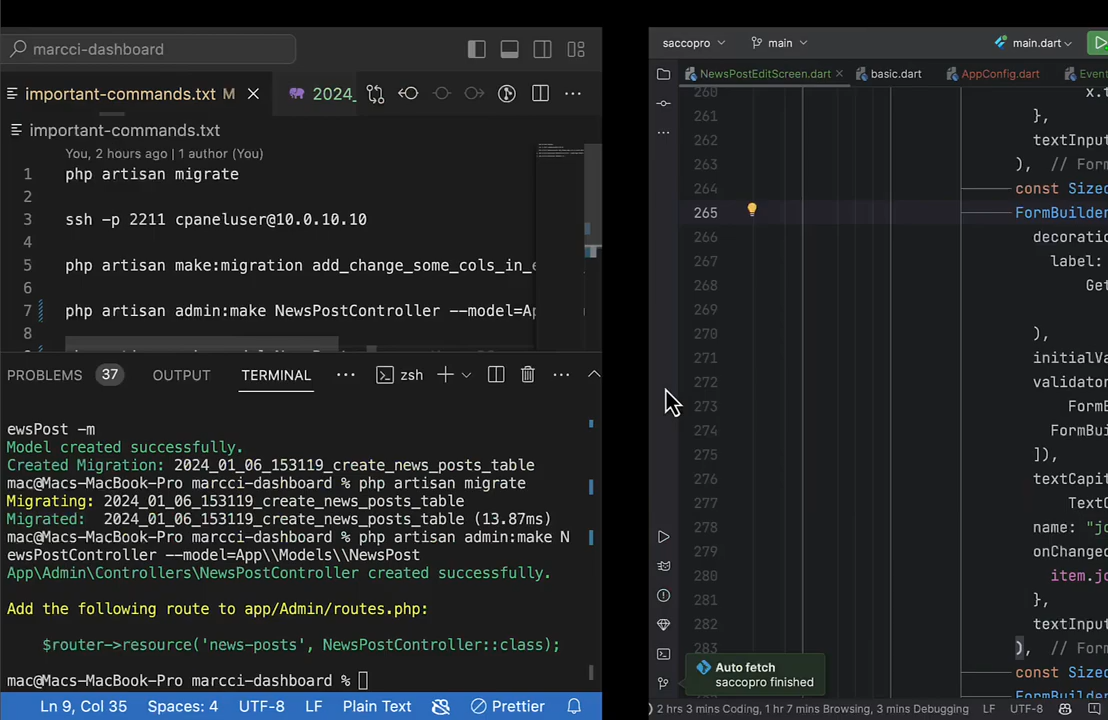 marcci-dashboard
important-commands.txt M
2024_
important-commands.txt
You, 2 hours ago | 1 author (You)
1 php artisan migrate
2
3 ssh -p 2211 cpaneluser@10.0.10.10
4
5 php artisan make:migration add_change_some_cols_in_e
6
7 php artisan admin:make NewsPostController --model=Ap
8
PROBLEMS 37 OUTPUT TERMINAL ... zsh
ewsPost -m
Model created successfully.
Created Migration: 2024_01_06_153119_create_news_posts_table
mac@Macs-MacBook-Pro marcci-dashboard % php artisan migrate
Migrating: 2024_01_06_153119_create_news_posts_table
Migrated:  2024_01_06_153119_create_news_posts_table (13.87ms)
mac@Macs-MacBook-Pro marcci-dashboard % php artisan admin:make N
ewsPostController --model=App\\Models\\NewsPost
App\Admin\Controllers\NewsPostController created successfully.
Add the following route to app/Admin/routes.php:
$router->resource('news-posts', NewsPostController::class);
mac@Macs-MacBook-Pro marcci-dashboard %
Ln 9, Col 35 Spaces: 4 UTF-8 LF Plain Text Prettier
saccopro main main.dart
NewsPostEditScreen.dart basic.dart AppConfig.dart Event
260 x.t
261 },
262 textInput
263 ), // Form
264 const Sized
265 FormBuilder
266 decoratio
267 label:
268 Get
269
270 ),
271 initialVa
272 validator
273 FormB
274 FormBui
275 ]),
276 textCapit
277 TextC
278 name: "jo
279 onChanged
280 item.jo
281 },
282 textInput
283 ), // Form
const Sized
FormBuilder
Auto fetch
saccopro finished
2 hrs 3 mins Coding, 1 hr 7 mins Browsing, 3 mins Debugging LF UTF-8